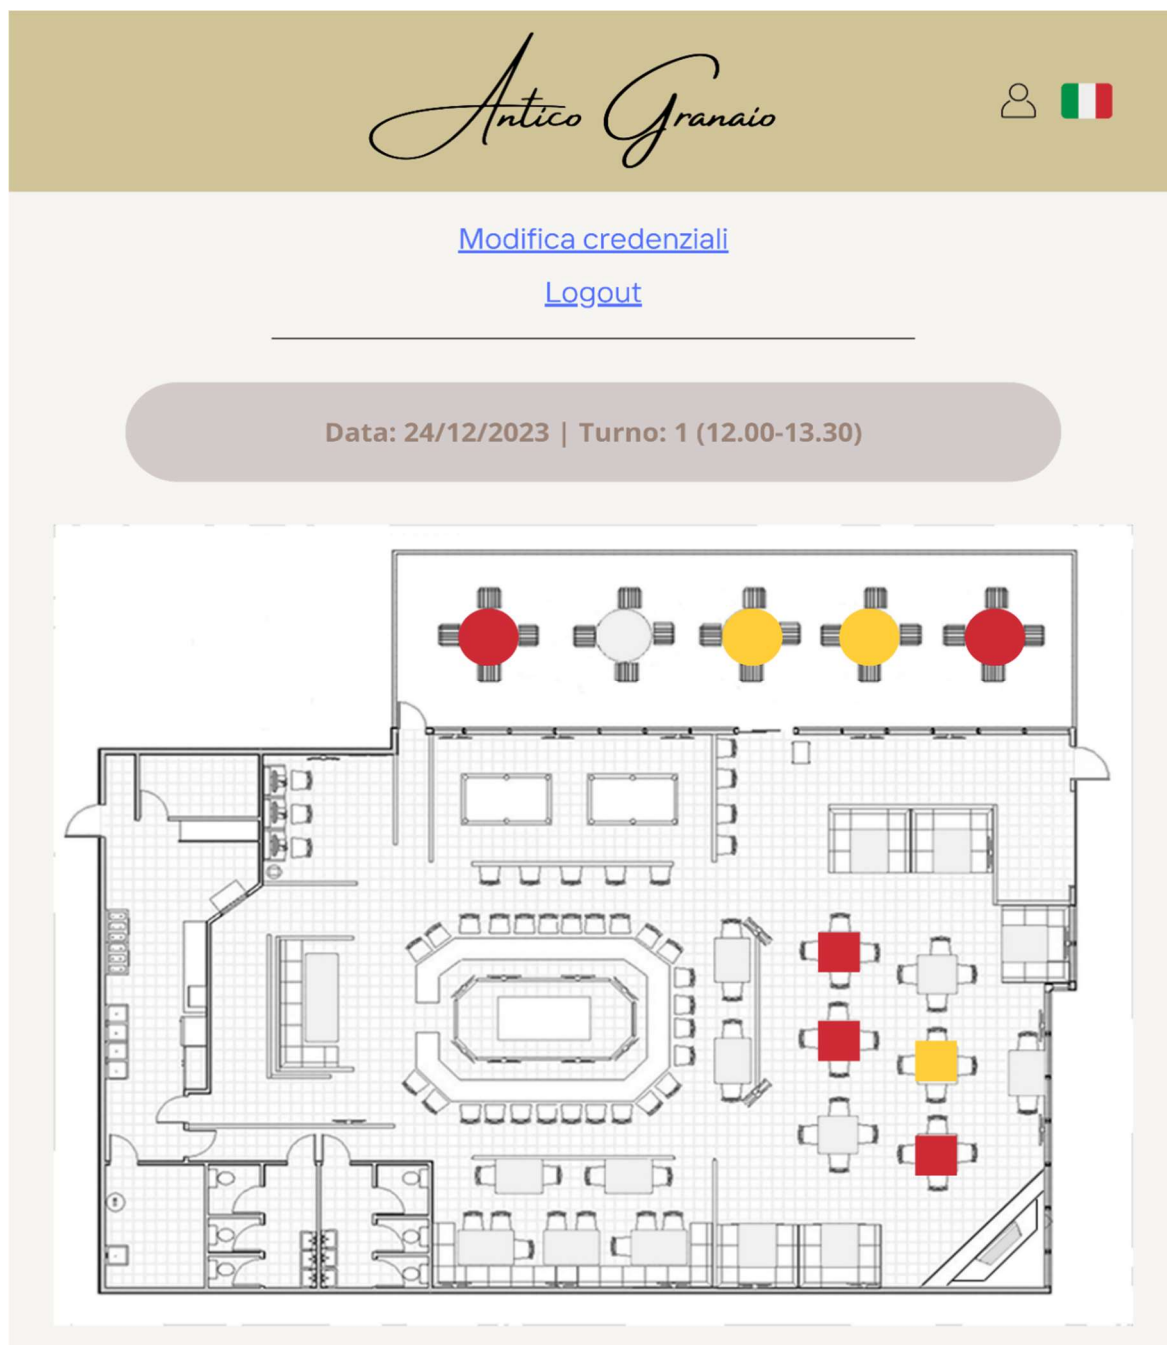 Antico Granaio
Modifica credenziali
Logout
Data: 24/12/2023 | Turno: 1 (12.00-13.30)